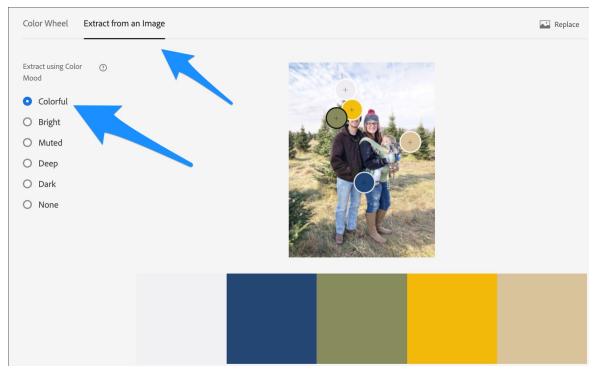 Color Wheel
Extract from an Image
Replace
Extract using Color
Mood
Colorful
Bright
Muted
Deep
Dark
None